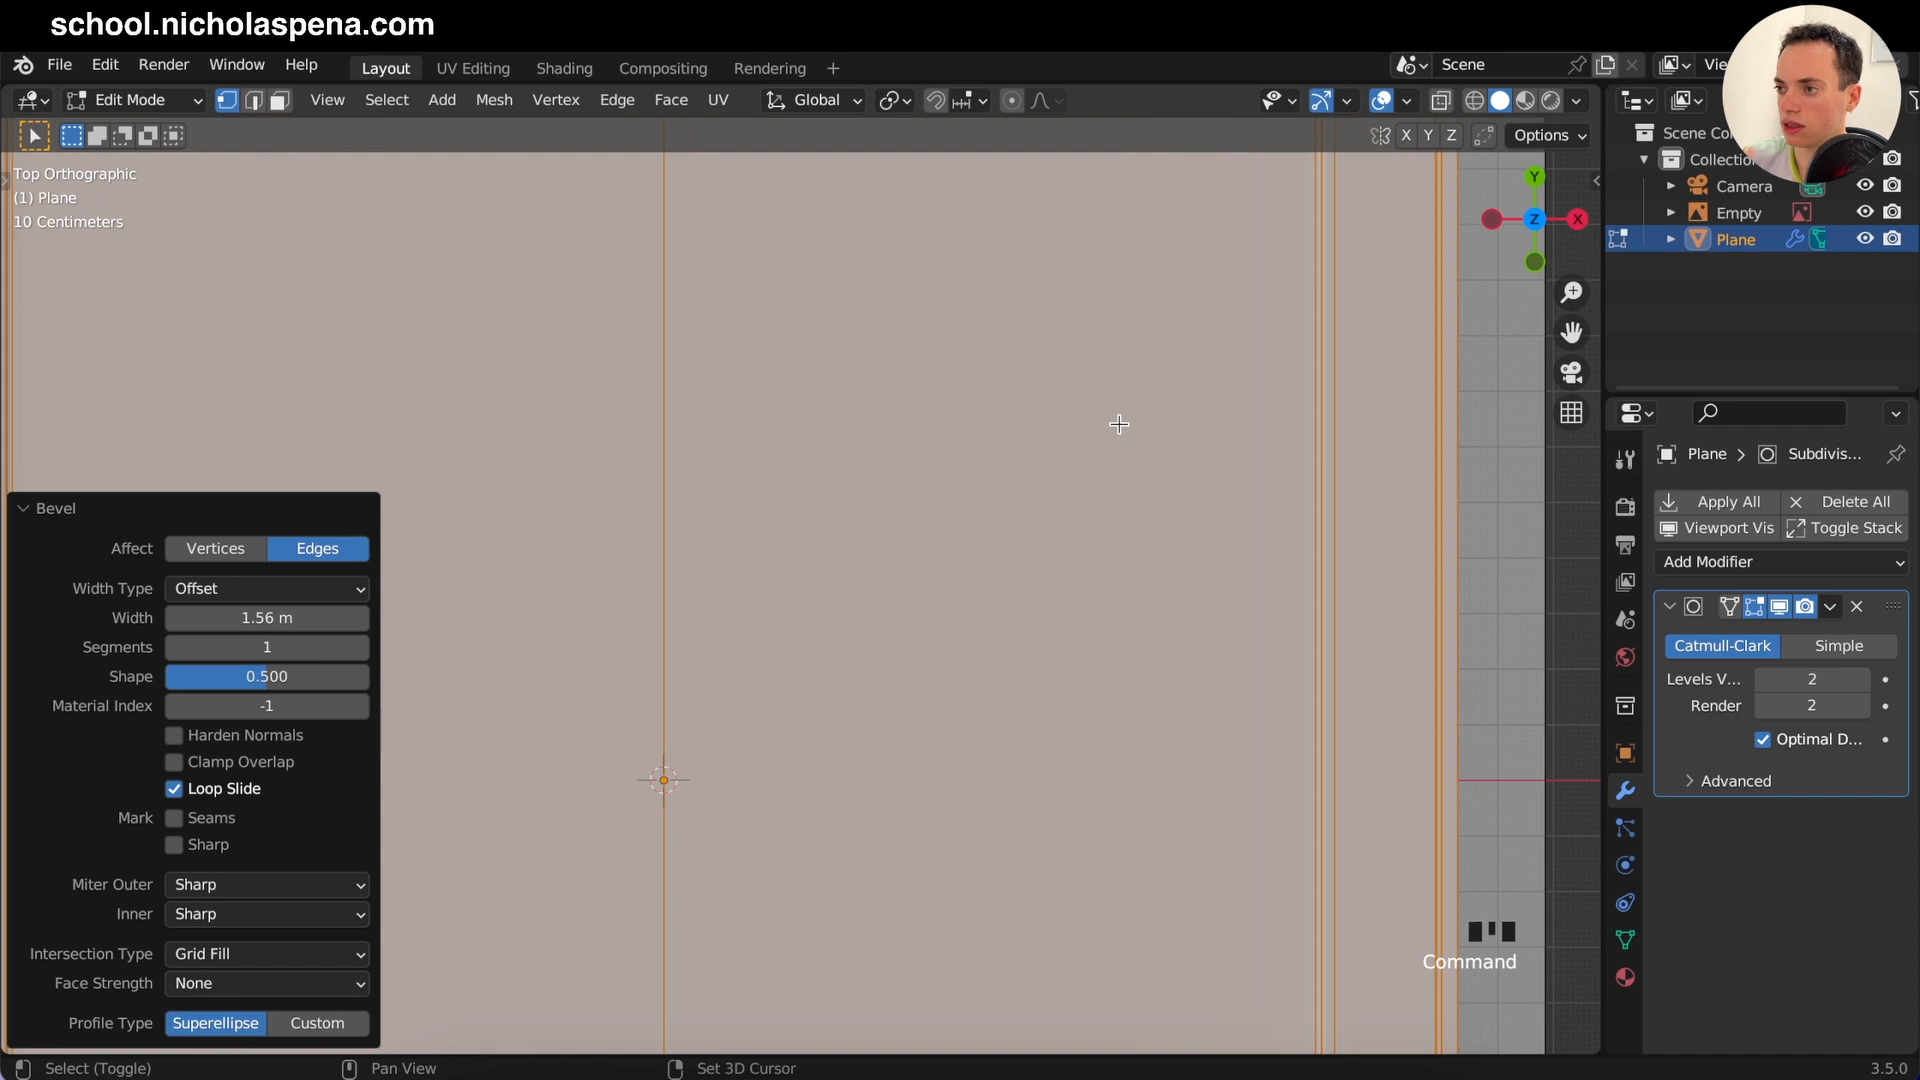 school.nicholaspena.com
File Edit Render Window Help Layout UV Editing Shading Compositing Rendering + Scene
Edit Mode View Select Add Mesh Vertex Edge Face UV Global
X Y Z Options
Top Orthographic
(1) Plane
10 Centimeters
Y
Z X
Camera
Empty
Plane
Plane > Subdivis...
Apply All Delete All
Viewport Vis Toggle Stack
Add Modifier
Catmull-Clark Simple
Levels V... 2
Render 2
Optimal D...
Advanced
Bevel
Affect Vertices Edges
Width Type Offset
Width 1.56 m
Segments 1
Shape 0.500
Material Index -1
Harden Normals
Clamp Overlap
Loop Slide
Mark Seams
Sharp
Miter Outer Sharp
Inner Sharp
Intersection Type Grid Fill
Face Strength None
Profile Type Superellipse Custom
Command
Select (Toggle) Pan View Set 3D Cursor 3.5.0